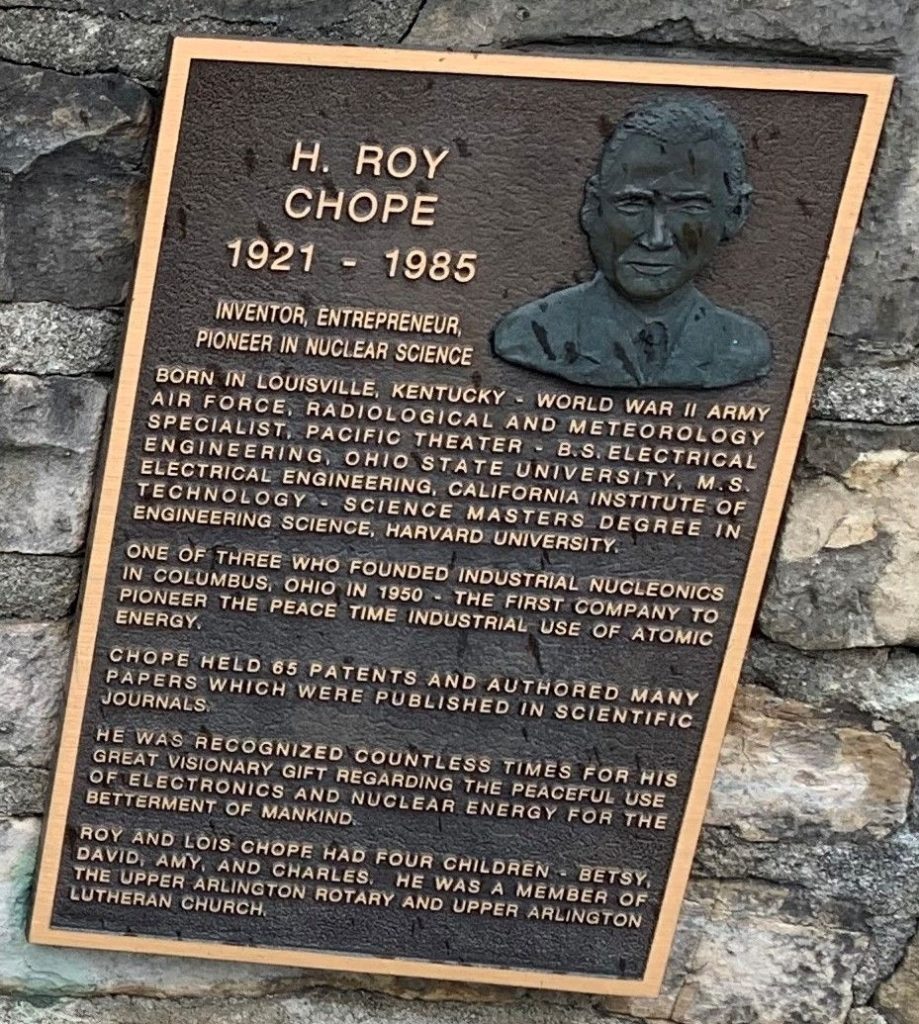 H. ROY
CHOPE
1921 - 1985
INVENTOR, ENTREPRENEUR,
PIONEER IN NUCLEAR SCIENCE
BORN IN LOUISVILLE, KENTUCKY - WORLD WAR II ARMY
AIR FORCE, RADIOLOGICAL AND METEOROLOGY
SPECIALIST, PACIFIC THEATER - B.S. ELECTRICAL
ENGINEERING, OHIO STATE UNIVERSITY, M.S.
ELECTRICAL ENGINEERING, CALIFORNIA INSTITUTE OF
TECHNOLOGY - SCIENCE MASTERS DEGREE IN
ENGINEERING SCIENCE, HARVARD UNIVERSITY.
ONE OF THREE WHO FOUNDED INDUSTRIAL NUCLEONICS
IN COLUMBUS, OHIO IN 1950 - THE FIRST COMPANY TO
PIONEER THE PEACE TIME INDUSTRIAL USE OF ATOMIC
ENERGY.
CHOPE HELD 65 PATENTS AND AUTHORED MANY
PAPERS WHICH WERE PUBLISHED IN SCIENTIFIC
JOURNALS.
HE WAS RECOGNIZED COUNTLESS TIMES FOR HIS
GREAT VISIONARY GIFT REGARDING THE PEACEFUL USE
OF ELECTRONICS AND NUCLEAR ENERGY FOR THE
BETTERMENT OF MANKIND.
ROY AND LOIS CHOPE HAD FOUR CHILDREN - BETSY,
DAVID, AMY, AND CHARLES. HE WAS A MEMBER OF
THE UPPER ARLINGTON ROTARY AND UPPER ARLINGTON
LUTHERAN CHURCH.